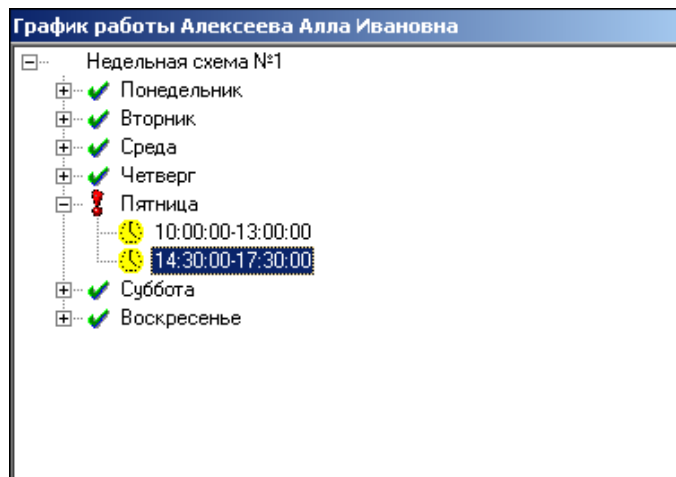 График работы Алексеева Алла Ивановна
Недельная схема №1
Понедельник
Вторник
Среда
Четверг
Пятница
10:00:00-13:00:00
14:30:00-17:30:00
Суббота
Воскресенье